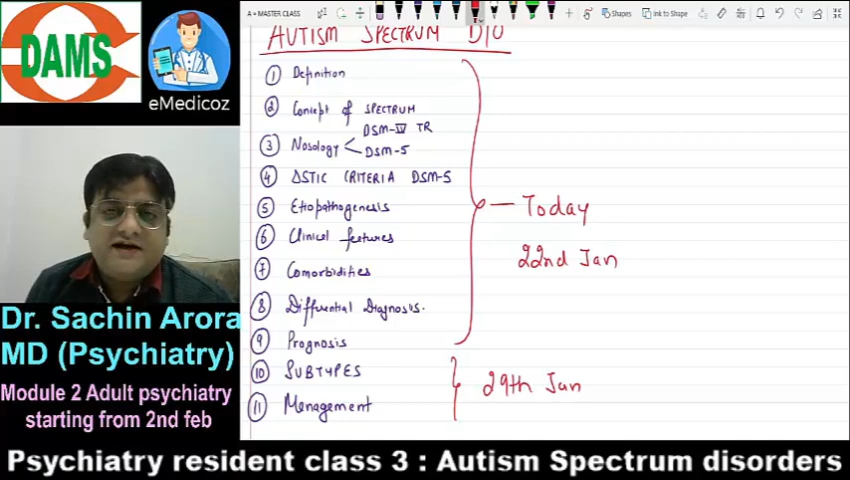 DAMS
eMedicoz
A + MASTER CLASS
Shapes
Ink to Shape
AUTISM SPECTRUM D/O
1 Definition
2 Concept of SPECTRUM
3 Nosology < DSM-IV TR
DSM-5
4 DSTIC CRITERIA DSM-5
5 Etiopathogenesis
6 Clinical features
7 Comorbidities
8 Differential Diagnosis.
9 Prognosis
— Today
22nd Jan
10 SUBTYPES
11 Management
29th Jan
Dr. Sachin Arora
MD (Psychiatry)
Module 2 Adult psychiatry
starting from 2nd feb
Psychiatry resident class 3 : Autism Spectrum disorders